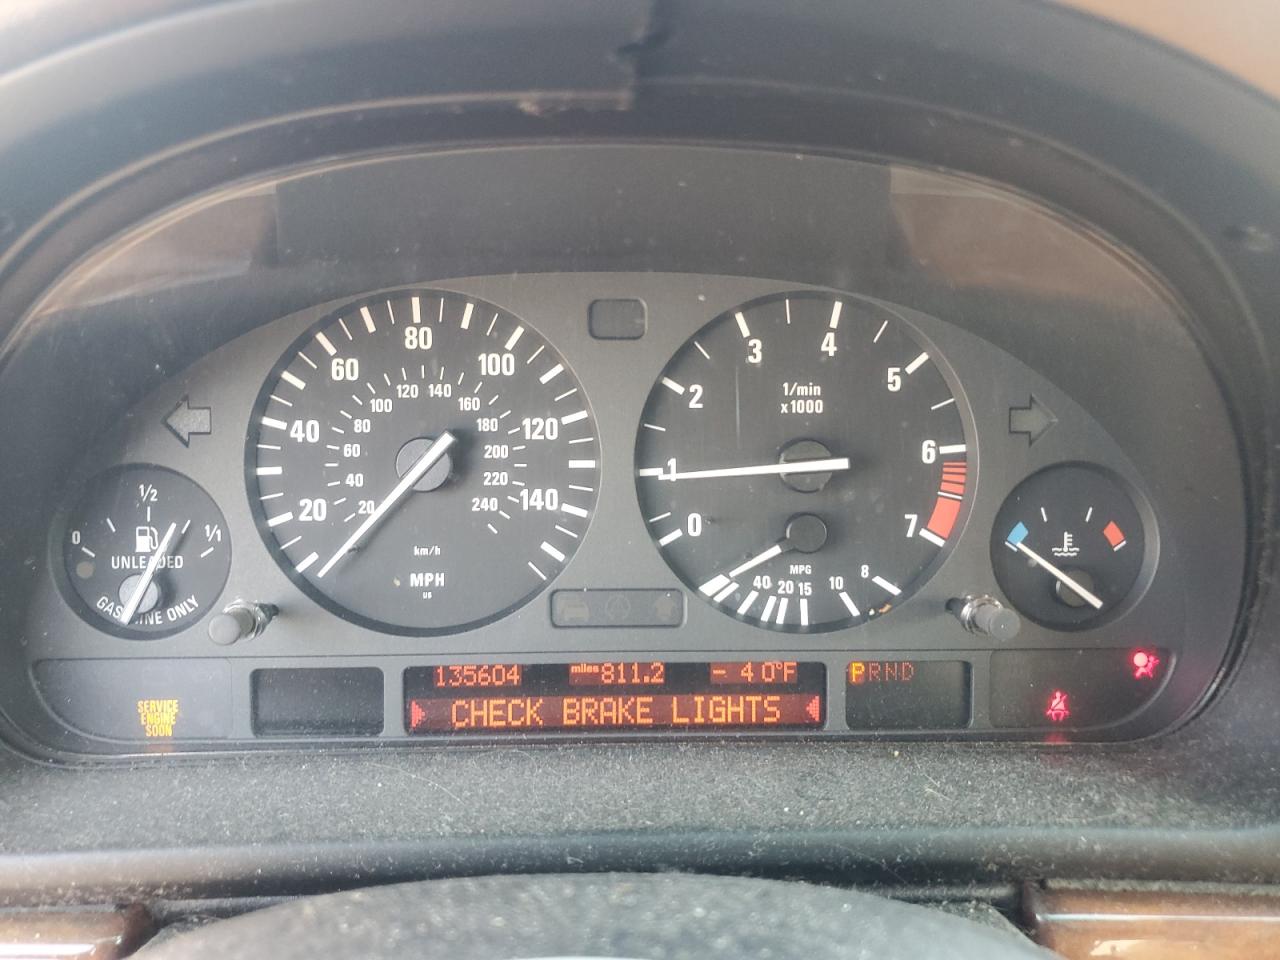 80
60
100
120
140
100
160
40
80
180
120
60
200
40
220
20
20
240
140
km/h
MPH
US
3
4
1/min
x1000
2
5
1
6
0
7
MPG
40 20 15 10 8
1/2
0
1/1
UNLEADED
GASOLINE ONLY
135604 miles 811.2 - 40°F
CHECK BRAKE LIGHTS
PRND
SERVICE
ENGINE
SOON